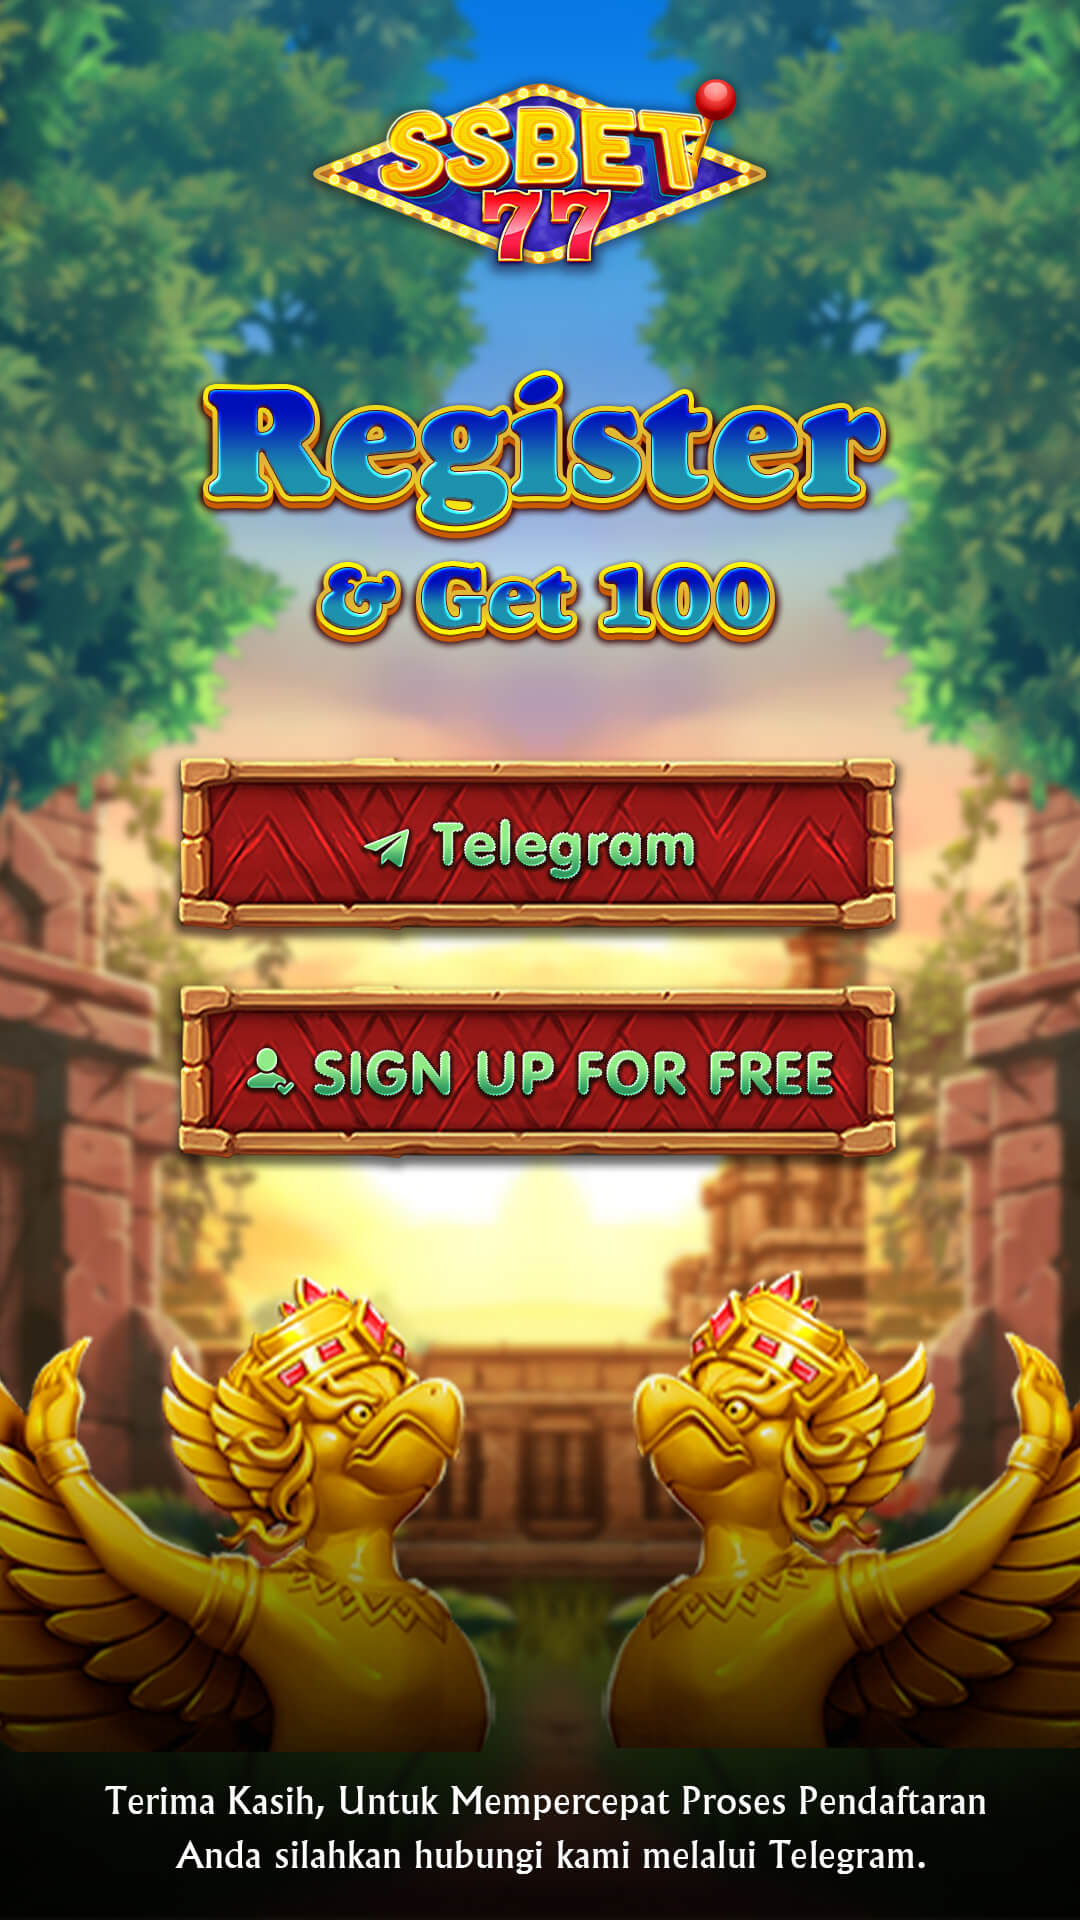 SSBET
77
Register
& Get 100
Telegram
SIGN UP FOR FREE
Terima Kasih, Untuk Mempercepat Proses Pendaftaran
Anda silahkan hubungi kami melalui Telegram.